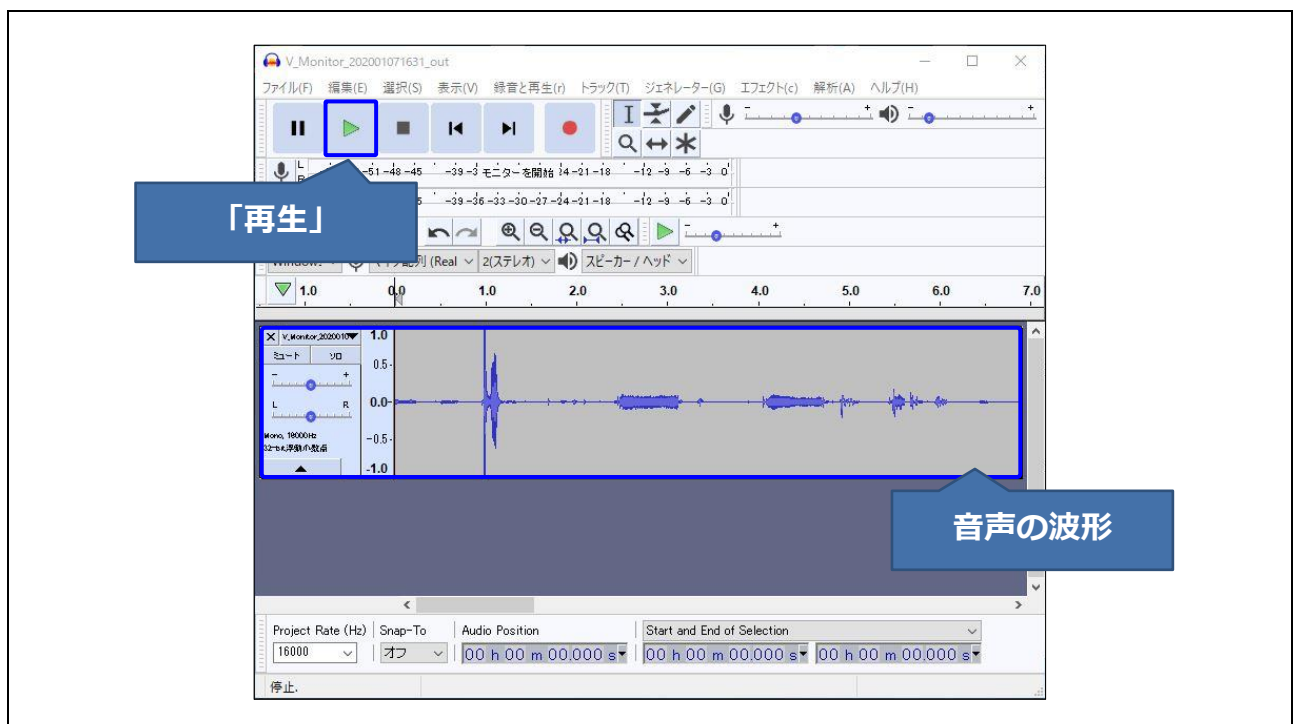 V_Monitor_202001071631_out
ファイル(F) 編集(E) 選択(S) 表示(V) 録音と再生(r) トラック(T) ジェネレーター(G) エフェクト(c) 解析(A) ヘルプ(H)
L -51 -48 -45 -39 -3 モニターを開始 24 -21 -18 -12 -9 -6 -3 0
-39 -36 -33 -30 -27 -24 -21 -18 -12 -9 -6 -3 0
「再生」
(Real 2(ステレオ) スピーカー / ヘッド
1.0 0.0 1.0 2.0 3.0 4.0 5.0 6.0 7.0
V_Monitor_2020010
ミュート ソロ
- +
L R
Mono, 16000Hz
32-bit 浮動小数点
1.0
0.5
0.0
-0.5
-1.0
音声の波形
Project Rate (Hz) Snap-To Audio Position Start and End of Selection
16000 オフ 00 h 00 m 00.000 s 00 h 00 m 00.000 s 00 h 00 m 00.000 s
停止.